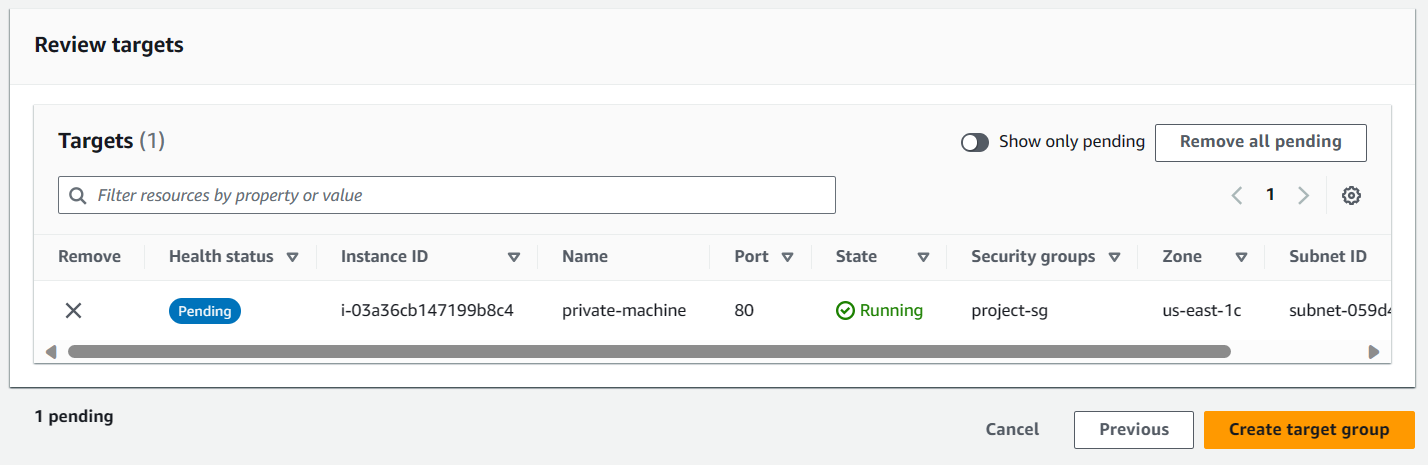 Review targets
Targets (1)
Show only pending
Remove all pending
Filter resources by property or value
1
Remove Health status Instance ID Name Port State Security groups Zone Subnet ID
Pending i-03a36cb147199b8c4 private-machine 80 Running project-sg us-east-1c subnet-059d4
1 pending
Cancel
Previous
Create target group